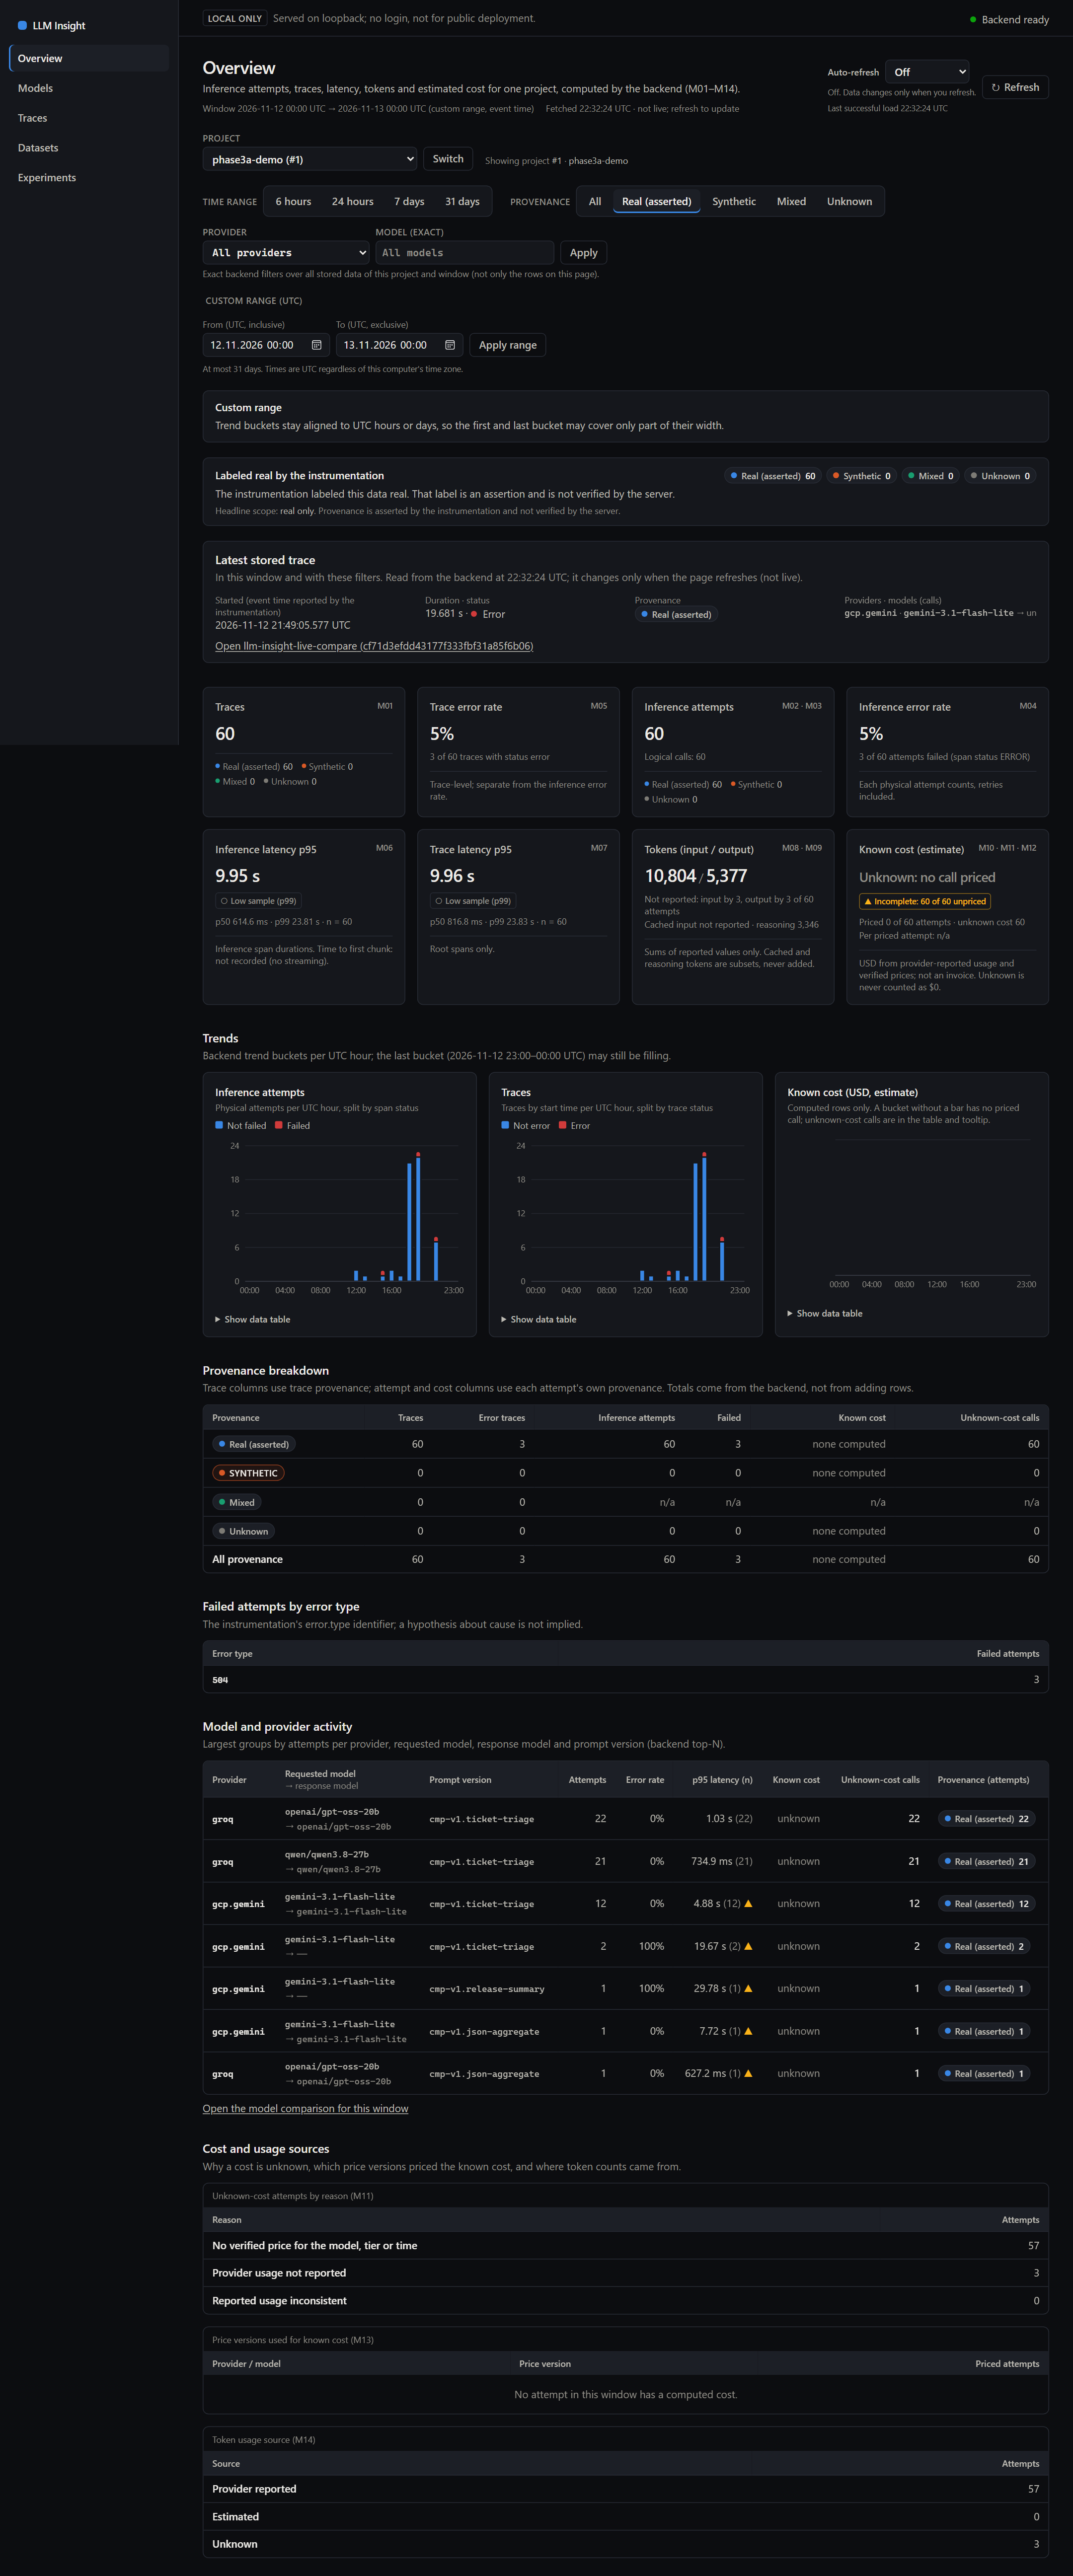 LLM Insight
Overview
Models
Traces
Datasets
Experiments
LOCAL ONLY Served on loopback; no login, not for public deployment.
Backend ready
Overview
Inference attempts, traces, latency, tokens and estimated cost for one project, computed by the backend (M01–M14).
Window 2026-11-12 00:00 UTC → 2026-11-13 00:00 UTC (custom range, event time) Fetched 22:32:24 UTC · not live; refresh to update
Auto-refresh Off
Off. Data changes only when you refresh.
Last successful load 22:32:24 UTC
↻ Refresh
PROJECT
phase3a-demo (#1) Switch Showing project #1 · phase3a-demo
TIME RANGE 6 hours 24 hours 7 days 31 days PROVENANCE All Real (asserted) Synthetic Mixed Unknown
PROVIDER MODEL (EXACT)
All providers All models Apply
Exact backend filters over all stored data of this project and window (not only the rows on this page).
CUSTOM RANGE (UTC)
From (UTC, inclusive) To (UTC, exclusive)
12.11.2026 00:00 13.11.2026 00:00 Apply range
At most 31 days. Times are UTC regardless of this computer's time zone.
Custom range
Trend buckets stay aligned to UTC hours or days, so the first and last bucket may cover only part of their width.
Labeled real by the instrumentation Real (asserted) 60 Synthetic 0 Mixed 0 Unknown 0
The instrumentation labeled this data real. That label is an assertion and is not verified by the server.
Headline scope: real only. Provenance is asserted by the instrumentation and not verified by the server.
Latest stored trace
In this window and with these filters. Read from the backend at 22:32:24 UTC; it changes only when the page refreshes (not live).
Started (event time reported by the instrumentation)
2026-11-12 21:49:05.577 UTC
Duration · status
19.681 s · Error
Provenance
Real (asserted)
Providers · models (calls)
gcp.gemini · gemini-3.1-flash-lite → un
Open llm-insight-live-compare (cf71d3efdd43177f333fbf31a85f6b06)
Traces M01
60
Real (asserted) 60 Synthetic 0
Mixed 0 Unknown 0
Trace error rate M05
5%
3 of 60 traces with status error
Trace-level; separate from the inference error
rate.
Inference attempts M02 · M03
60
Logical calls: 60
Real (asserted) 60 Synthetic 0
Unknown 0
Inference error rate M04
5%
3 of 60 attempts failed (span status ERROR)
Each physical attempt counts, retries
included.
Inference latency p95 M06
9.95 s
Low sample (p99)
p50 614.6 ms · p99 23.81 s · n = 60
Inference span durations. Time to first chunk:
not recorded (no streaming).
Trace latency p95 M07
9.96 s
Low sample (p99)
p50 816.8 ms · p99 23.83 s · n = 60
Root spans only.
Tokens (input / output) M08 · M09
10,804 / 5,377
Not reported: input by 3, output by 3 of 60
attempts
Cached input not reported · reasoning 3,346
Sums of reported values only. Cached and
reasoning tokens are subsets, never added.
Known cost (estimate) M10 · M11 · M12
Unknown: no call priced
▲ Incomplete: 60 of 60 unpriced
Priced 0 of 60 attempts · unknown cost 60
Per priced attempt: n/a
USD from provider-reported usage and
verified prices; not an invoice. Unknown is
never counted as $0.
Trends
Backend trend buckets per UTC hour; the last bucket (2026-11-12 23:00–00:00 UTC) may still be filling.
Inference attempts
Physical attempts per UTC hour, split by span status
Not failed Failed
24
18
12
6
0
00:00 04:00 08:00 12:00 16:00 23:00
▶ Show data table
Traces
Traces by start time per UTC hour, split by trace status
Not error Error
24
18
12
6
0
00:00 04:00 08:00 12:00 16:00 23:00
▶ Show data table
Known cost (USD, estimate)
Computed rows only. A bucket without a bar has no priced
call; unknown-cost calls are in the table and tooltip.
00:00 04:00 08:00 12:00 16:00 23:00
▶ Show data table
Provenance breakdown
Trace columns use trace provenance; attempt and cost columns use each attempt's own provenance. Totals come from the backend, not from adding rows.
Provenance Traces Error traces Inference attempts Failed Known cost Unknown-cost calls
Real (asserted) 60 3 60 3 none computed 60
SYNTHETIC 0 0 0 0 none computed 0
Mixed 0 0 n/a n/a n/a n/a
Unknown 0 0 0 0 none computed 0
All provenance 60 3 60 3 none computed 60
Failed attempts by error type
The instrumentation's error.type identifier; a hypothesis about cause is not implied.
Error type Failed attempts
504 3
Model and provider activity
Largest groups by attempts per provider, requested model, response model and prompt version (backend top-N).
Provider Requested model → response model Prompt version Attempts Error rate p95 latency (n) Known cost Unknown-cost calls Provenance (attempts)
groq openai/gpt-oss-20b → openai/gpt-oss-20b cmp-v1.ticket-triage 22 0% 1.03 s (22) unknown 22 Real (asserted) 22
groq qwen/qwen3.8-27b → qwen/qwen3.8-27b cmp-v1.ticket-triage 21 0% 734.9 ms (21) unknown 21 Real (asserted) 21
gcp.gemini gemini-3.1-flash-lite → gemini-3.1-flash-lite cmp-v1.ticket-triage 12 0% 4.88 s (12) ▲ unknown 12 Real (asserted) 12
gcp.gemini gemini-3.1-flash-lite → — cmp-v1.ticket-triage 2 100% 19.67 s (2) ▲ unknown 2 Real (asserted) 2
gcp.gemini gemini-3.1-flash-lite → — cmp-v1.release-summary 1 100% 29.78 s (1) ▲ unknown 1 Real (asserted) 1
gcp.gemini gemini-3.1-flash-lite → gemini-3.1-flash-lite cmp-v1.json-aggregate 1 0% 7.72 s (1) ▲ unknown 1 Real (asserted) 1
groq openai/gpt-oss-20b → openai/gpt-oss-20b cmp-v1.json-aggregate 1 0% 627.2 ms (1) ▲ unknown 1 Real (asserted) 1
Open the model comparison for this window
Cost and usage sources
Why a cost is unknown, which price versions priced the known cost, and where token counts came from.
Unknown-cost attempts by reason (M11)
Reason Attempts
No verified price for the model, tier or time 57
Provider usage not reported 3
Reported usage inconsistent 0
Price versions used for known cost (M13)
Provider / model Price version Priced attempts
No attempt in this window has a computed cost.
Token usage source (M14)
Source Attempts
Provider reported 57
Estimated 0
Unknown 3